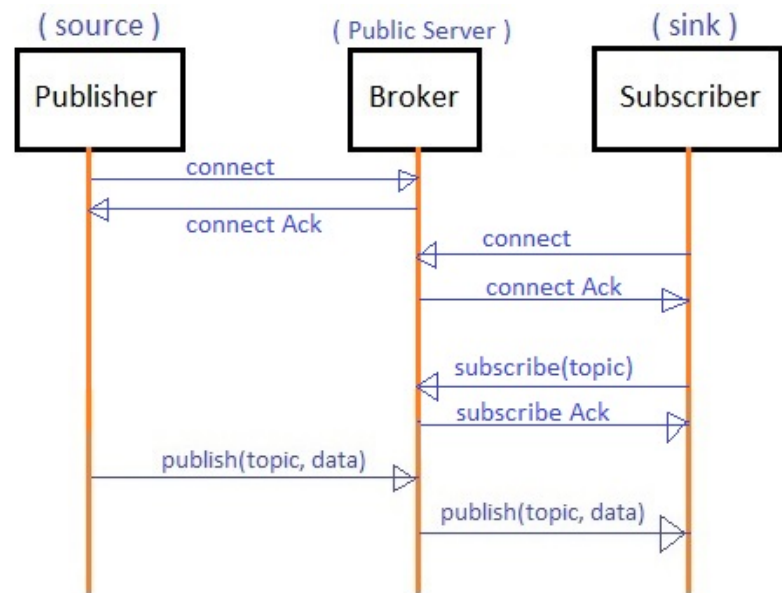 ( source )
( Public Server )
( sink )
Publisher
Broker
Subscriber
connect
connect Ack
connect
connect Ack
subscribe(topic)
subscribe Ack
publish(topic, data)
publish(topic, data)